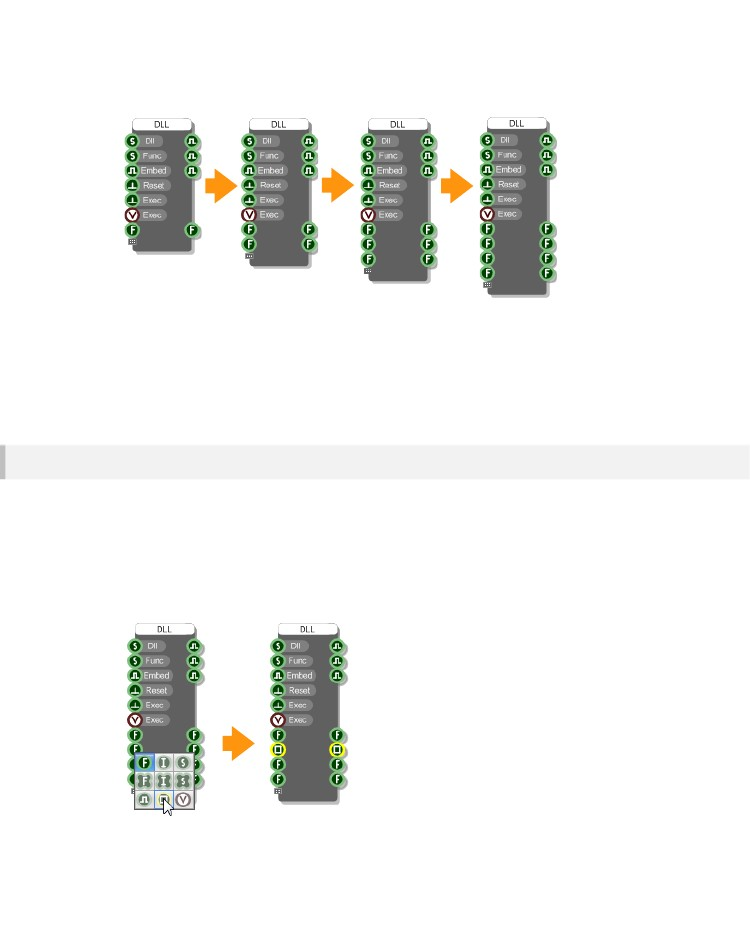 DLL DLL DLL DLL
S Dll S Dll S Dll S Dll
S Func S Func S Func S Func
Embed Embed Embed Embed
Reset Reset Reset Reset
Exec Exec Exec Exec
V Exec V Exec V Exec V Exec
F F F F F F F F
F F F F F F
F F F F
F F
DLL DLL
S Dll S Dll
S Func S Func
Embed Embed
Reset Reset
Exec Exec
V Exec V Exec
F F F F
F F
F I S F F
F I S F F
V